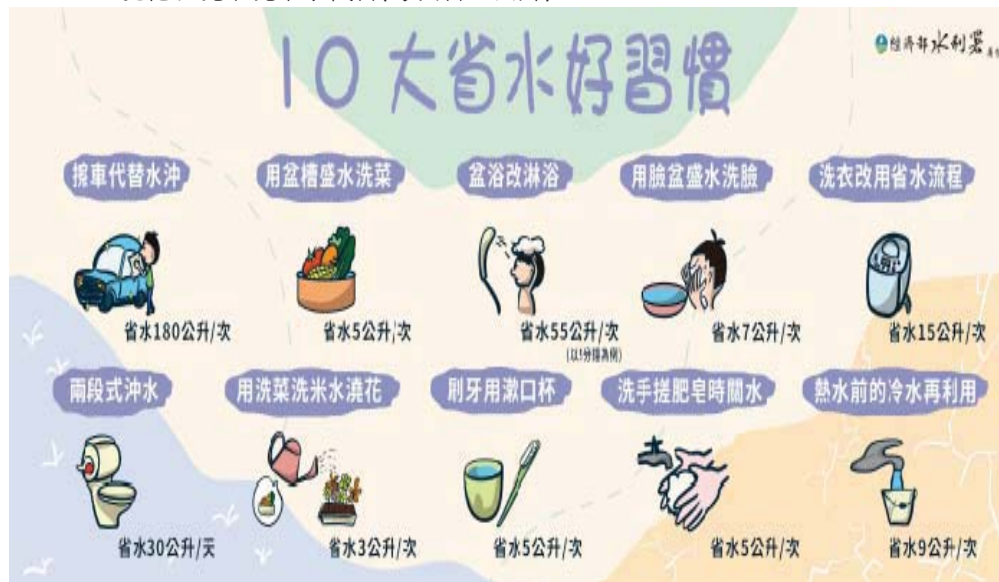 10 大省水好習慣
經濟部水利署
擦車代替水沖
用盆槽盛水洗菜
盆浴改淋浴
用臉盆盛水洗臉
洗衣改用省水流程
省水180公升/次
省水5公升/次
省水55公升/次
省水7公升/次
省水15公升/次
兩段式沖水
用洗菜洗米水澆花
刷牙用漱口杯
洗手搓肥皂時關水
熱水前的冷水再利用
省水30公升/天
省水3公升/次
省水5公升/次
省水5公升/次
省水9公升/次